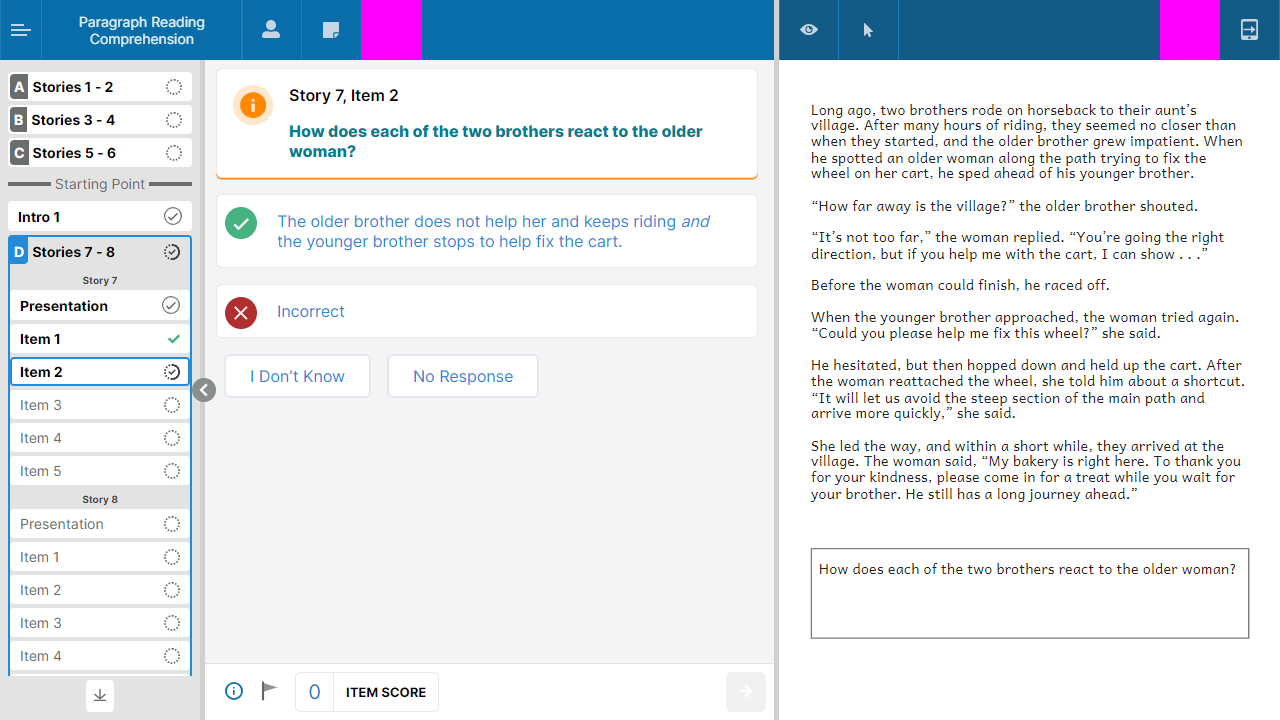 Paragraph Reading
Comprehension
A Stories 1 - 2
B Stories 3 - 4
C Stories 5 - 6
Starting Point
Intro 1
D Stories 7 - 8
Story 7
Presentation
Item 1
Item 2
Item 3
Item 4
Item 5
Story 8
Presentation
Item 1
Item 2
Item 3
Item 4
Story 7, Item 2
How does each of the two brothers react to the older
woman?
The older brother does not help her and keeps riding and
the younger brother stops to help fix the cart.
Incorrect
I Don’t Know
No Response
0 ITEM SCORE
Long ago, two brothers rode on horseback to their aunt’s
village. After many hours of riding, they seemed no closer than
when they started, and the older brother grew impatient. When
he spotted an older woman along the path trying to fix the
wheel on her cart, he sped ahead of his younger brother.
“How far away is the village?” the older brother shouted.
“It’s not too far,” the woman replied. “You’re going the right
direction, but if you help me with the cart, I can show . . .”
Before the woman could finish, he raced off.
When the younger brother approached, the woman tried again.
“Could you please help me fix this wheel?” she said.
He hesitated, but then hopped down and held up the cart. After
the woman reattached the wheel, she told him about a shortcut.
“It will let us avoid the steep section of the main path and
arrive more quickly,” she said.
She led the way, and within a short while, they arrived at the
village. The woman said, “My bakery is right here. To thank you
for your kindness, please come in for a treat while you wait for
your brother. He still has a long journey ahead.”
How does each of the two brothers react to the older woman?